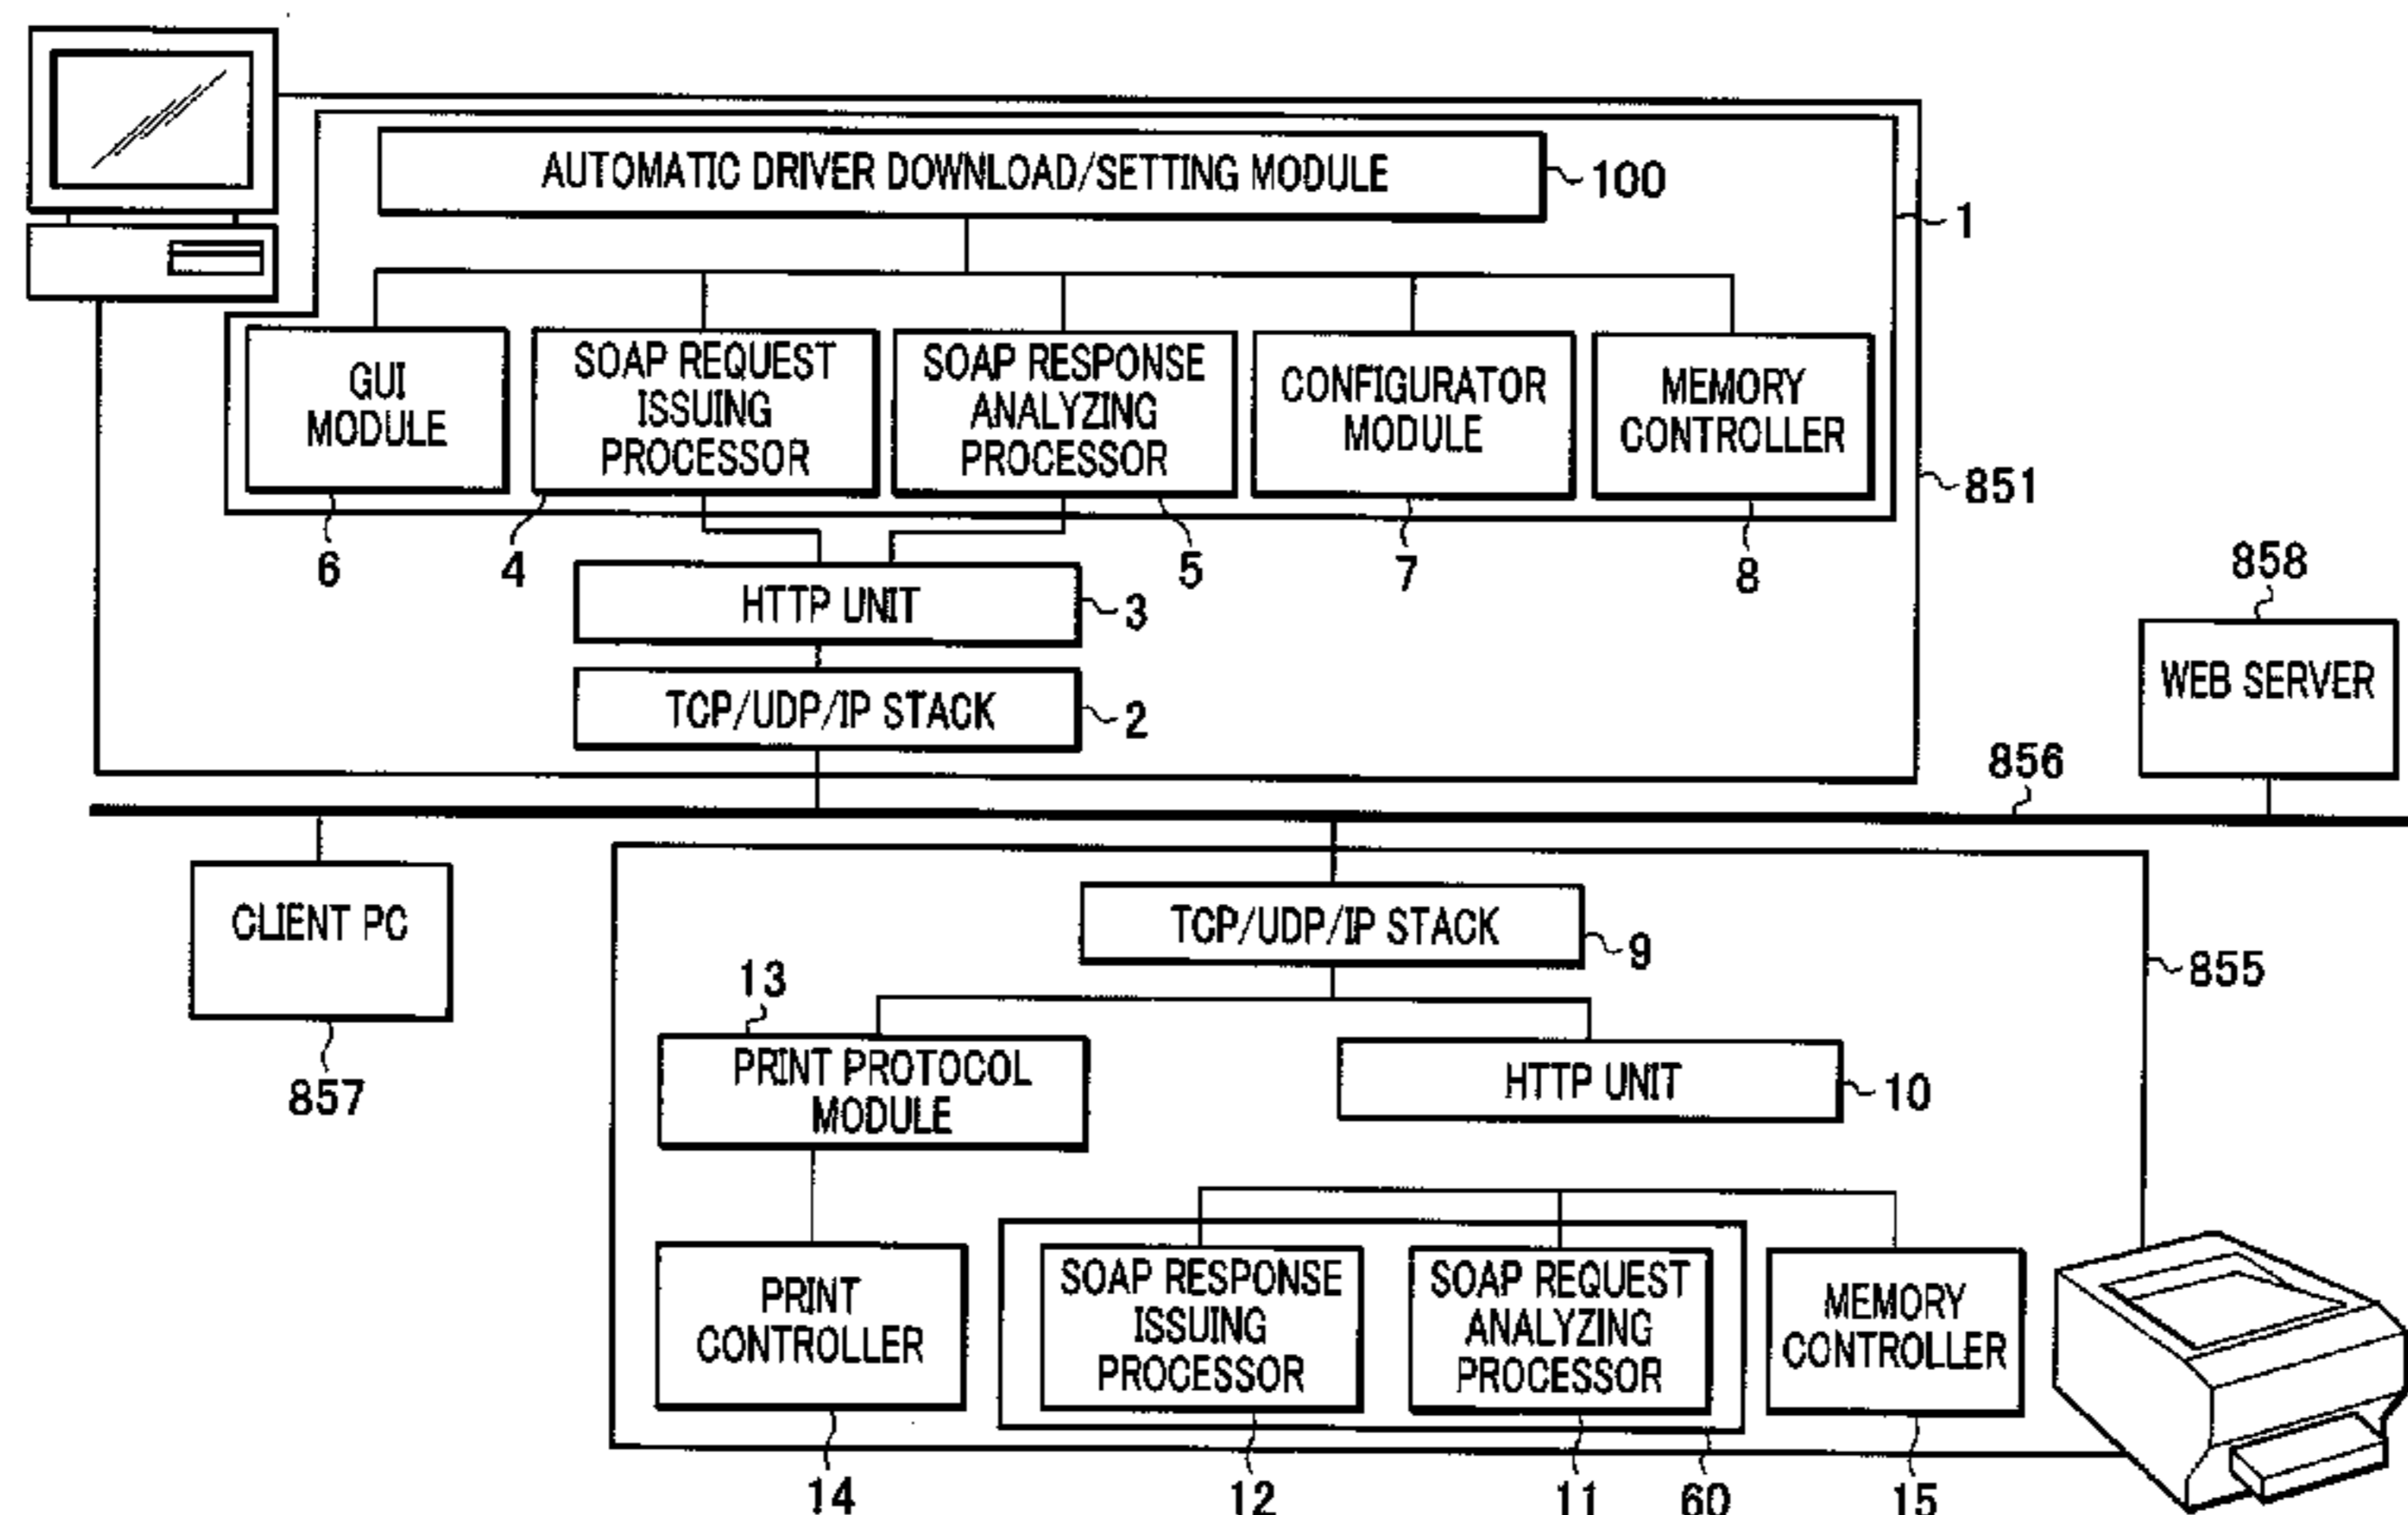 AUTOMATIC DRIVER DOWNLOAD/SETTING MODULE
100
1
GUI
MODULE
SOAP REQUEST
ISSUING
PROCESSOR
SOAP RESPONSE
ANALYZING
PROCESSOR
CONFIGURATOR
MODULE
MEMORY
CONTROLLER
851
6
4
5
7
8
HTTP UNIT
3
858
WEB SERVER
TCP/UDP/IP STACK
2
856
CLIENT PC
857
TCP/UDP/IP STACK
9
855
13
PRINT PROTOCOL
MODULE
HTTP UNIT
10
PRINT
CONTROLLER
SOAP RESPONSE
ISSUING
PROCESSOR
SOAP REQUEST
ANALYZING
PROCESSOR
MEMORY
CONTROLLER
14
12
11
60
15